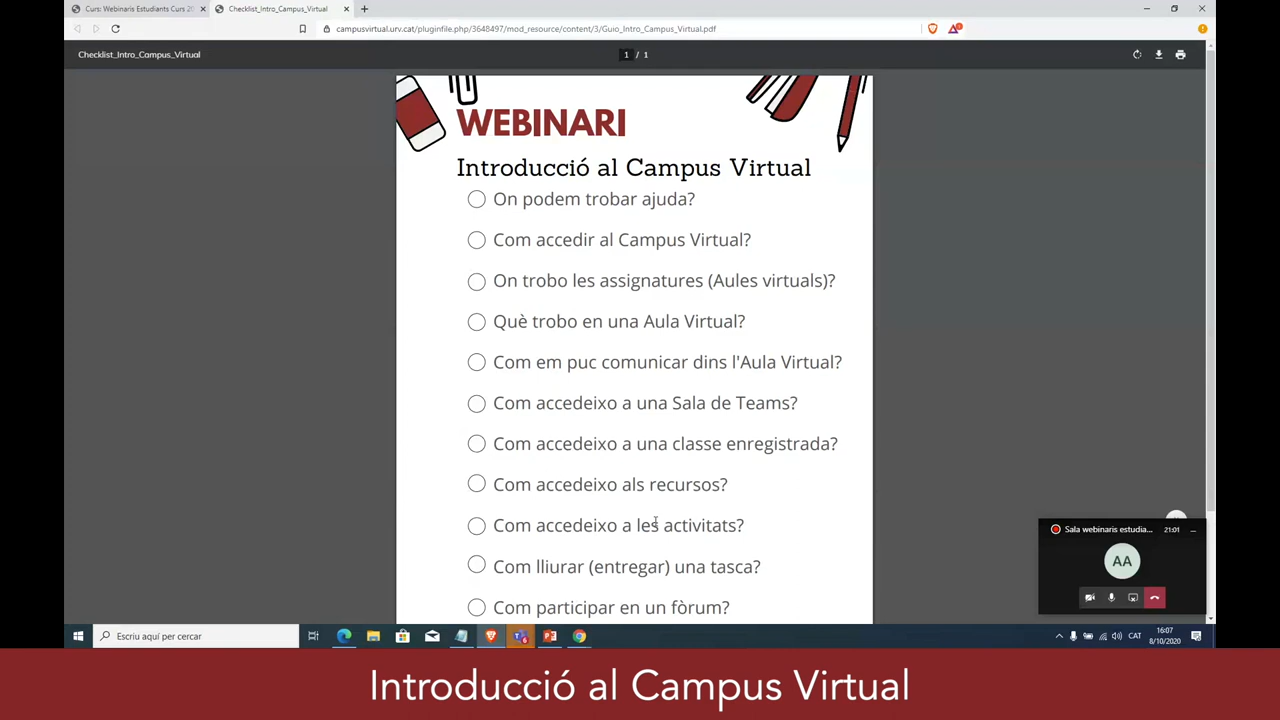 Curs: Webinaris Estudiants Curs 20
Checklist_Intro_Campus_Virtual
campusvirtual.urv.cat/pluginfile.php/3648497/mod_resource/content/3/Guio_Intro_Campus_Virtual.pdf
Checklist_Intro_Campus_Virtual
1 / 1
WEBINARI
Introducció al Campus Virtual
On podem trobar ajuda?
Com accedir al Campus Virtual?
On trobo les assignatures (Aules virtuals)?
Què trobo en una Aula Virtual?
Com em puc comunicar dins l'Aula Virtual?
Com accedeixo a una Sala de Teams?
Com accedeixo a una classe enregistrada?
Com accedeixo als recursos?
Com accedeixo a les activitats?
Com lliurar (entregar) una tasca?
Com participar en un fòrum?
Sala webinaris estudia...
21:01
AA
Escriu aquí per cercar
CAT
16:07
8/10/2020
Introducció al Campus Virtual